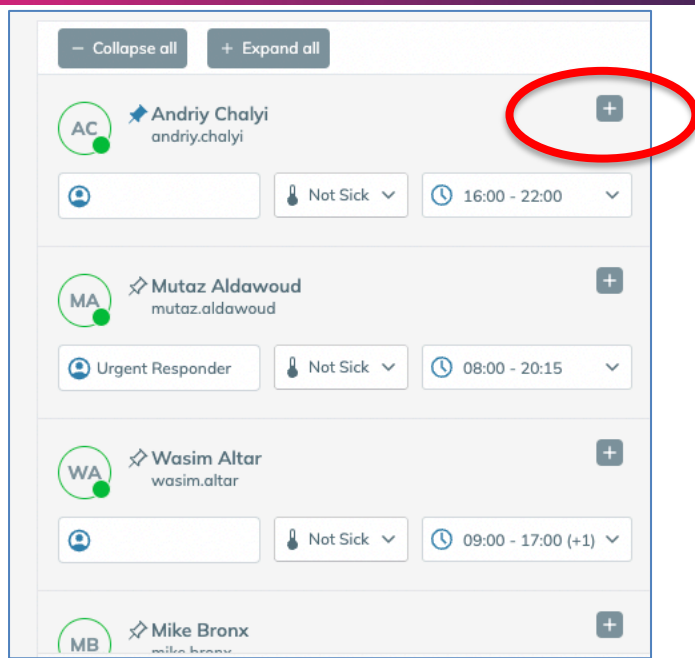 − Collapse all + Expand all
AC Andriy Chalyi +
andriy.chalyi
Not Sick 16:00 - 22:00
MA Mutaz Aldawoud +
mutaz.aldawoud
Urgent Responder Not Sick 08:00 - 20:15
WA Wasim Altar +
wasim.altar
Not Sick 09:00 - 17:00 (+1)
MB Mike Bronx +
mike.bronx